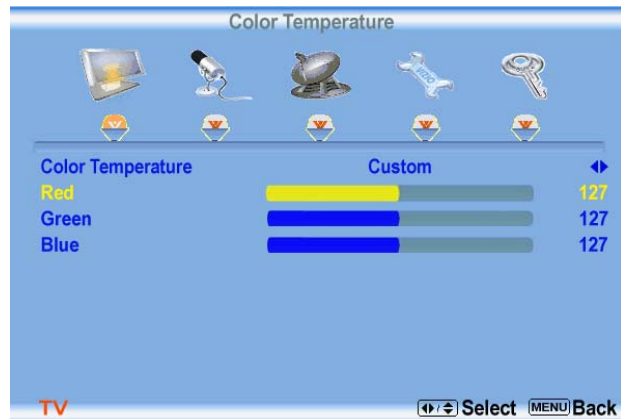 Color Temperature
Color Temperature Custom
Red 127
Green 127
Blue 127
TV Select MENU Back